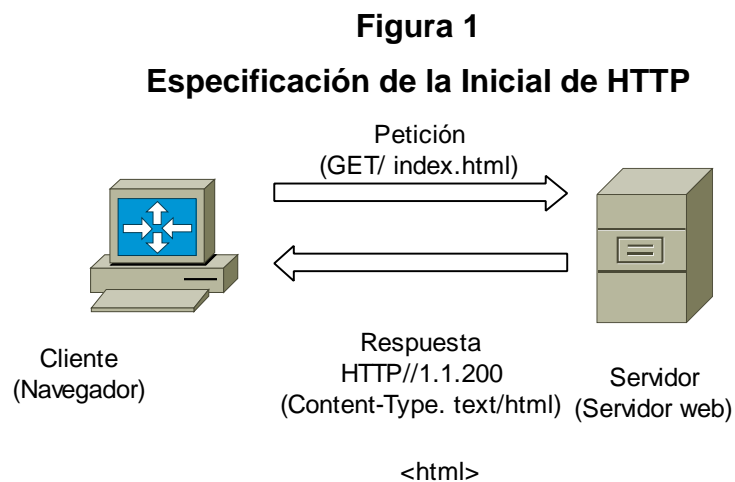 Figura 1
Especificación de la Inicial de HTTP
Petición
(GET/ index.html)
Cliente
(Navegador)
Respuesta
HTTP//1.1.200
(Content-Type. text/html)
Servidor
(Servidor web)
<html>